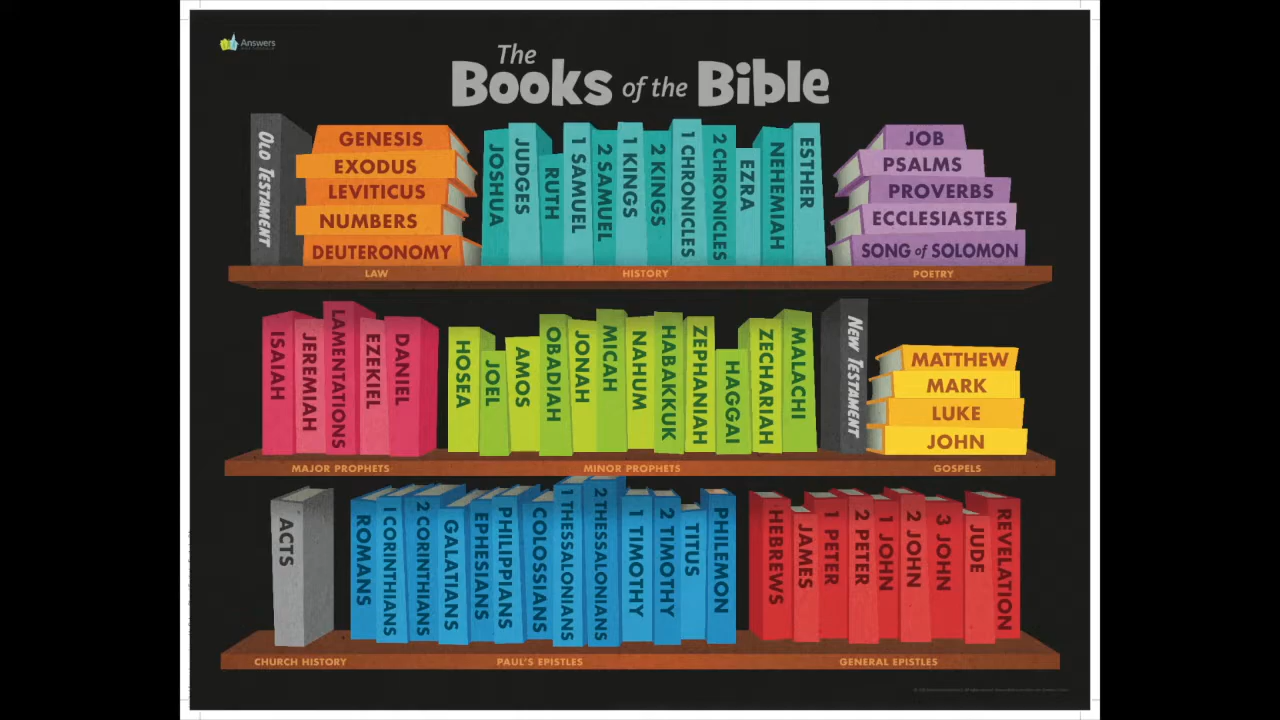 Answers
The
Books of the Bible
OLD TESTAMENT
GENESIS
EXODUS
LEVITICUS
NUMBERS
DEUTERONOMY
JOSHUA
JUDGES
RUTH
1 SAMUEL
2 SAMUEL
1 KINGS
2 KINGS
1 CHRONICLES
2 CHRONICLES
EZRA
NEHEMIAH
ESTHER
JOB
PSALMS
PROVERBS
ECCLESIASTES
SONG of SOLOMON
LAW
HISTORY
POETRY
ISAIAH
JEREMIAH
LAMENTATIONS
EZEKIEL
DANIEL
HOSEA
JOEL
AMOS
OBADIAH
JONAH
MICAH
NAHUM
HABAKKUK
ZEPHANIAH
HAGGAI
ZECHARIAH
MALACHI
NEW TESTAMENT
MATTHEW
MARK
LUKE
JOHN
MAJOR PROPHETS
MINOR PROPHETS
GOSPELS
ACTS
ROMANS
1 CORINTHIANS
2 CORINTHIANS
GALATIANS
EPHESIANS
PHILIPPIANS
COLOSSIANS
1 THESSALONIANS
2 THESSALONIANS
1 TIMOTHY
2 TIMOTHY
TITUS
PHILEMON
HEBREWS
JAMES
1 PETER
2 PETER
1 JOHN
2 JOHN
3 JOHN
JUDE
REVELATION
CHURCH HISTORY
PAUL'S EPISTLES
GENERAL EPISTLES